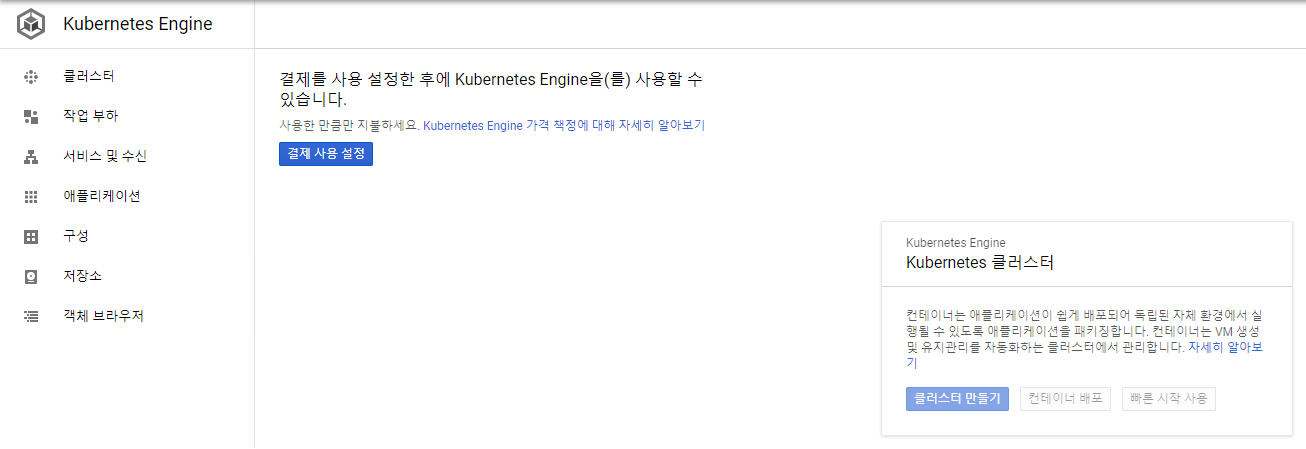 Kubernetes Engine
클러스터
작업 부하
서비스 및 수신
애플리케이션
구성
저장소
객체 브라우저
결제를 사용 설정한 후에 Kubernetes Engine을(를) 사용할 수
있습니다.
사용한 만큼만 지불하세요. Kubernetes Engine 가격 책정에 대해 자세히 알아보기
결제 사용 설정
Kubernetes Engine
Kubernetes 클러스터
컨테이너는 애플리케이션이 쉽게 배포되어 독립된 자체 환경에서 실
행될 수 있도록 애플리케이션을 패키징합니다. 컨테이너는 VM 생성
및 유지관리를 자동화하는 클러스터에서 관리합니다. 자세히 알아보
기
클러스터 만들기
컨테이너 배포
빠른 시작 사용